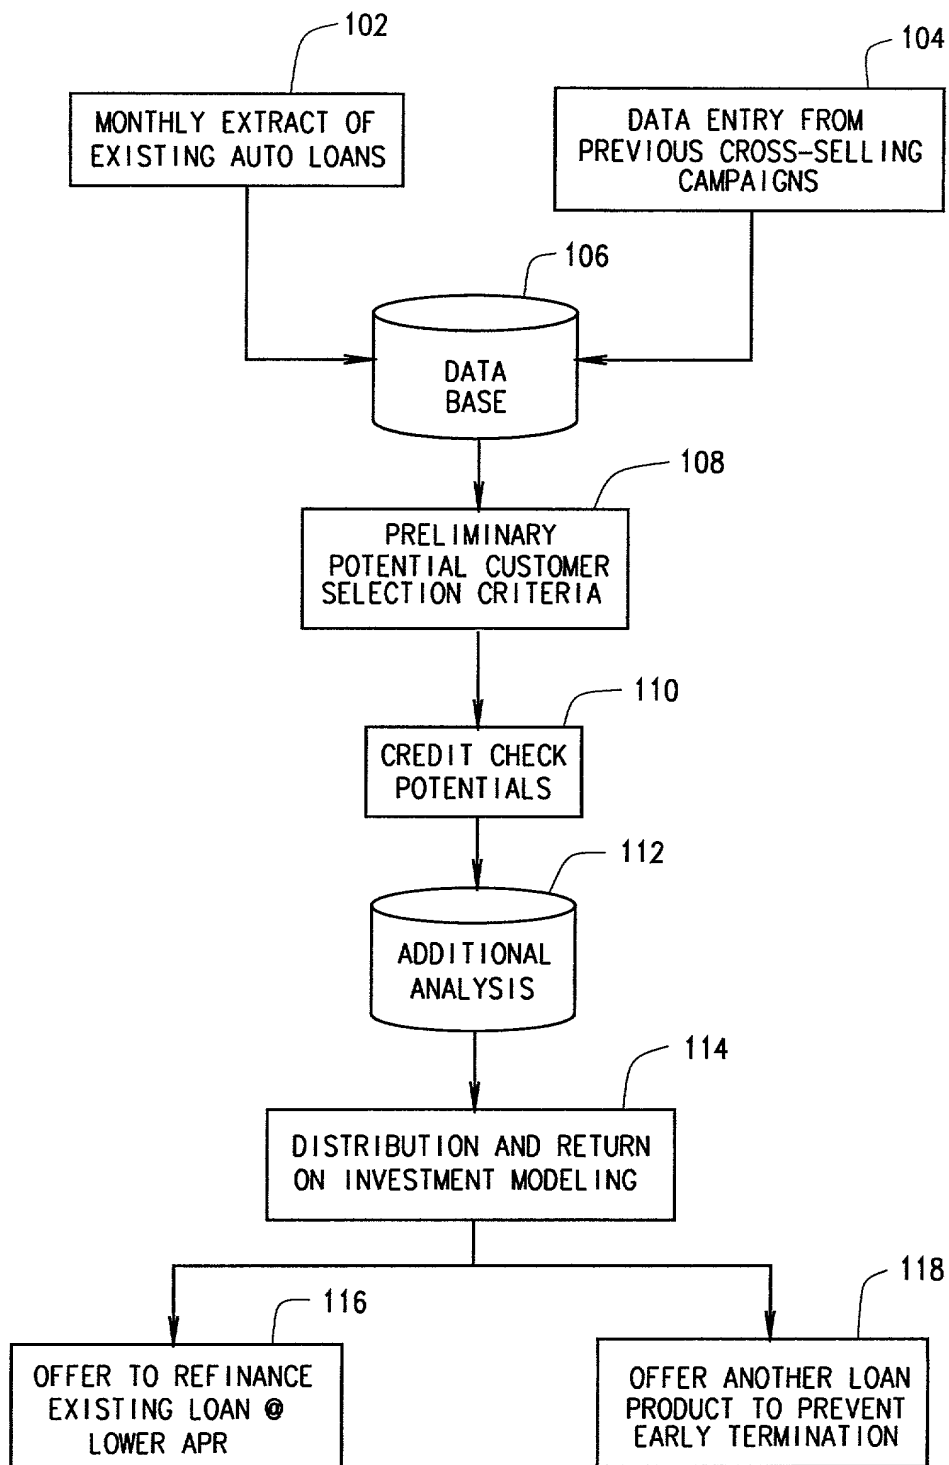 102
104
MONTHLY EXTRACT OF
EXISTING AUTO LOANS
DATA ENTRY FROM
PREVIOUS CROSS-SELLING
CAMPAIGNS
106
DATA
BASE
108
PRELIMINARY
POTENTIAL CUSTOMER
SELECTION CRITERIA
110
CREDIT CHECK
POTENTIALS
112
ADDITIONAL
ANALYSIS
114
DISTRIBUTION AND RETURN
ON INVESTMENT MODELING
116
118
OFFER TO REFINANCE
EXISTING LOAN @
LOWER APR
OFFER ANOTHER LOAN
PRODUCT TO PREVENT
EARLY TERMINATION